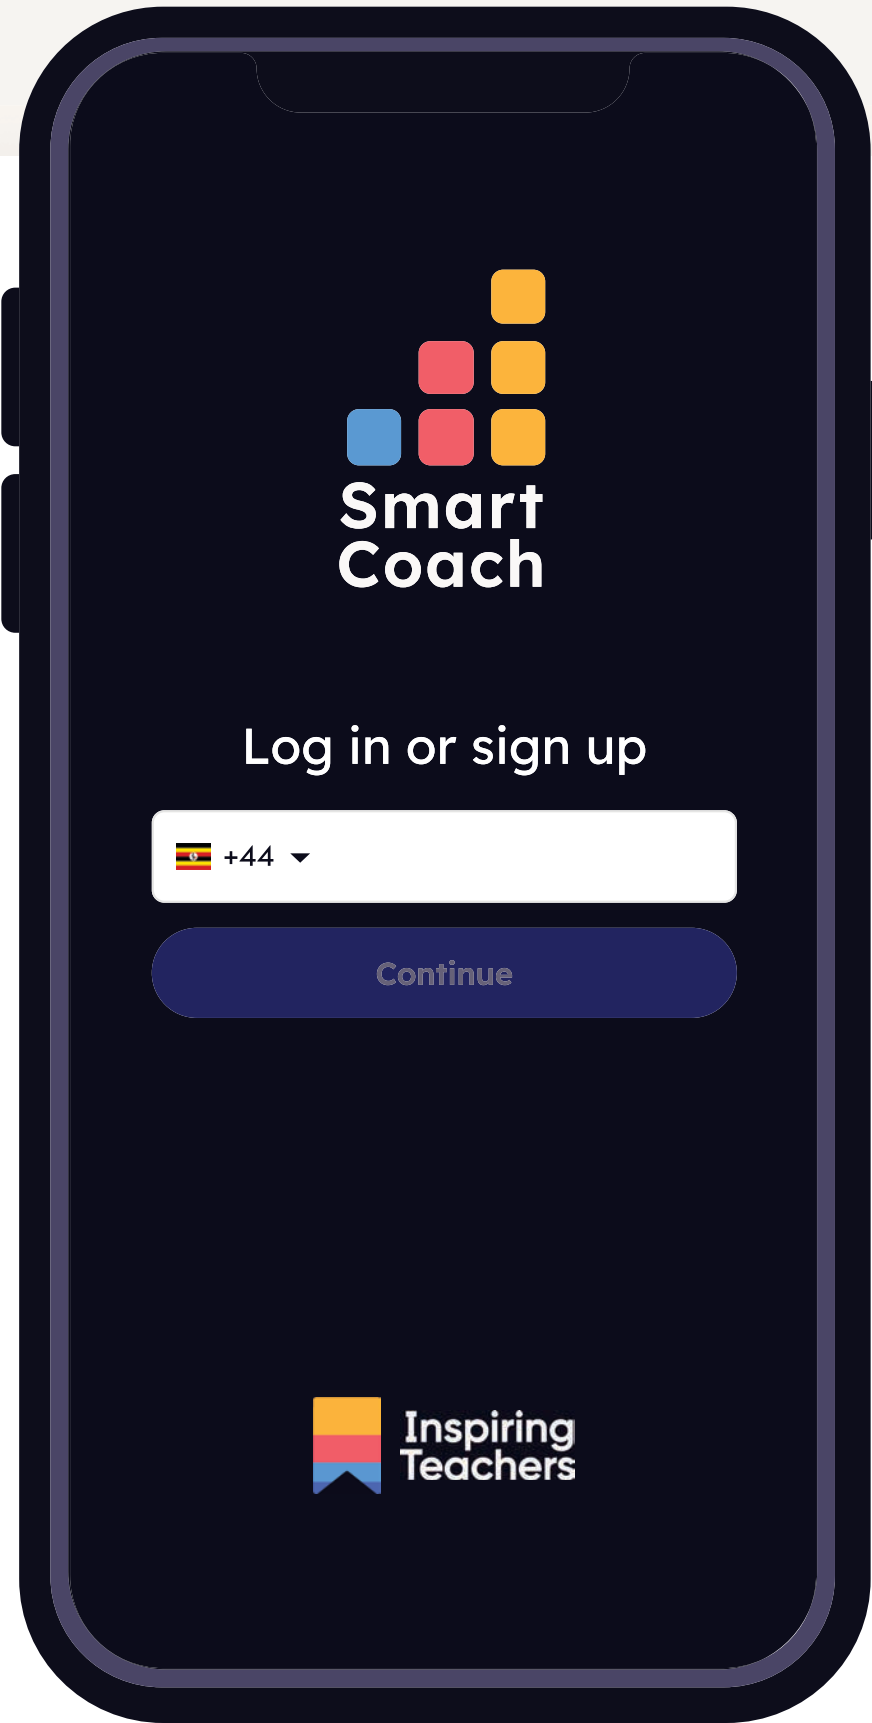 Smart
Coach
Log in or sign up
+44
Continue
Inspiring
Teachers